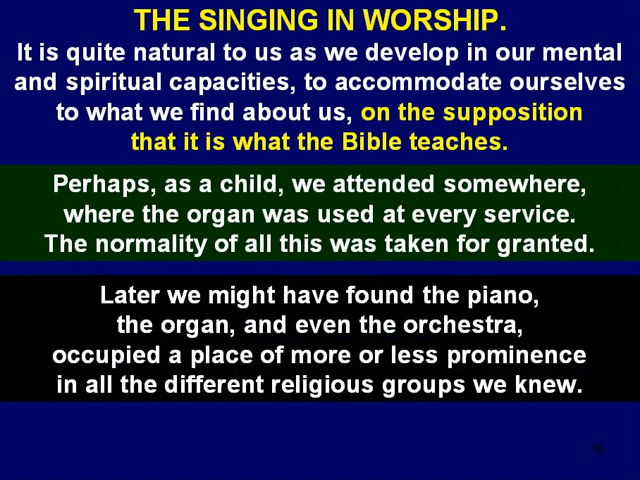 THE SINGING IN WORSHIP.
It is quite natural to us as we develop in our mental
and spiritual capacities, to accommodate ourselves
to what we find about us, on the supposition
that it is what the Bible teaches.
Perhaps, as a child, we attended somewhere,
where the organ was used at every service.
The normality of all this was taken for granted.
Later we might have found the piano,
the organ, and even the orchestra,
occupied a place of more or less prominence
in all the different religious groups we knew.